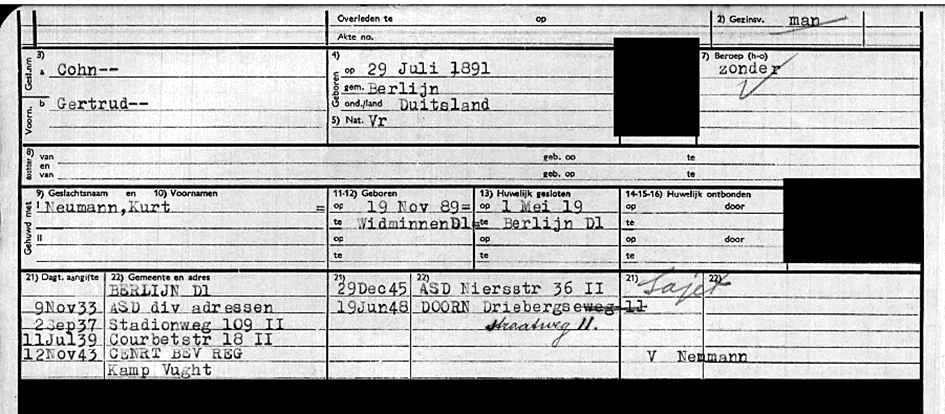 Overleden te op 2) Gezinsv. man
Akte no.
Gesl.nm 3) a Cohn-- 4) Geboren op 29 Juli 1891 7) Beroep (h-o) zonder
gem. Berlijn
Voorn. b Gertrud-- ond./land Duitsland
5) Nat. Vr
8) van geb. op te
en
van geb. op te
9) Geslachtsnaam en 10) Voornamen 11-12) Geboren 13) Huwelijk gesloten 14-15-16) Huwelijk ontbonden
Gehuwd met I Neumann,Kurt = op 19 Nov 89= op 1 Mei 19 op door
te Widminnen Dl= te Berlijn Dl te
II op op op door
te te te
21) Dagt. aangifte 22) Gemeente en adres 21) 22) 21) 22)
BERLIJN Dl 29Dec45 ASD Niersstr 36 II Sajet
9Nov33 ASD div adressen 19Jun48 DOORN Driebergseweg 11
2Sep37 Stadionweg 109 II straatweg 11.
11Jul39 Courbetstr 18 II
12Nov43 CENRT BEV REG V Neumann
Kamp Vught